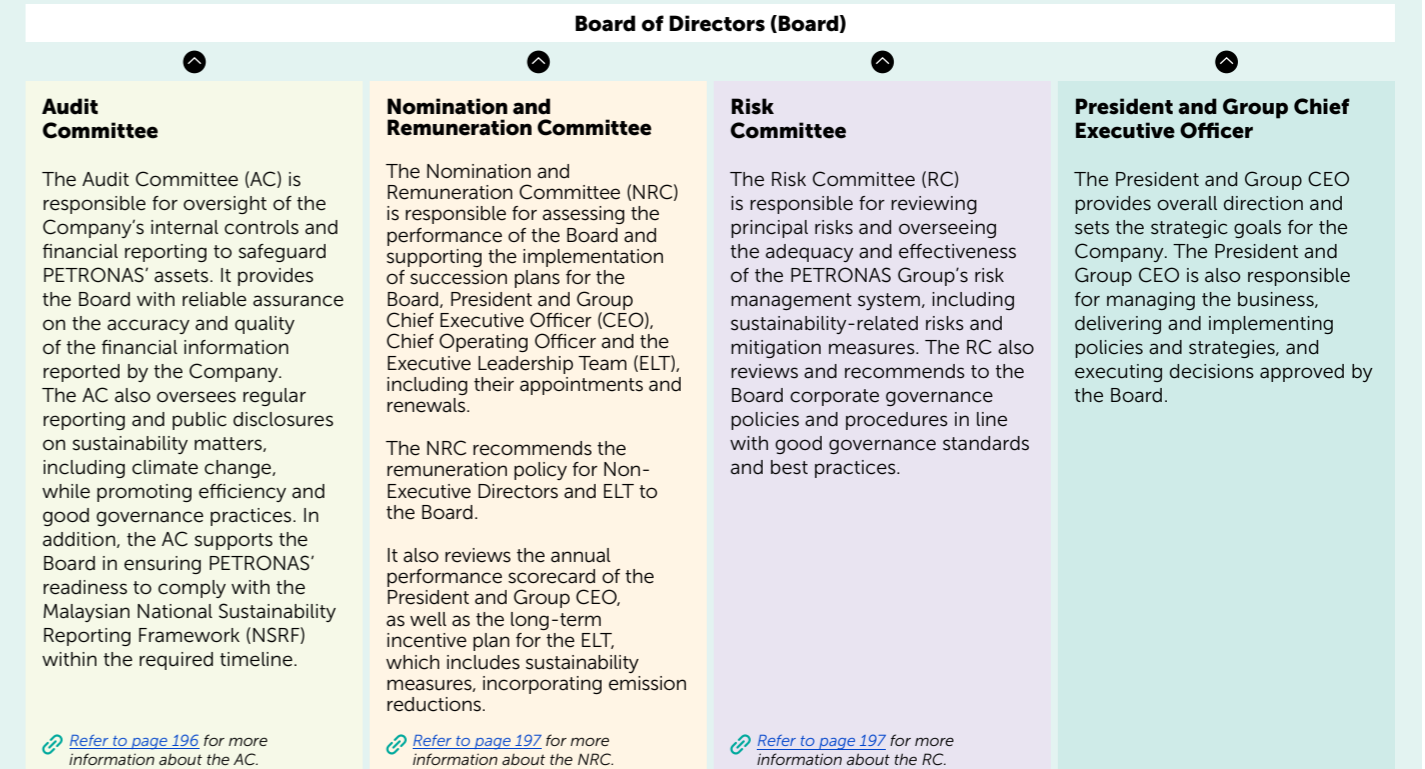 Board of Directors (Board)
Audit
Committee
The Audit Committee (AC) is
responsible for oversight of the
Company’s internal controls and
financial reporting to safeguard
PETRONAS’ assets. It provides
the Board with reliable assurance
on the accuracy and quality
of the financial information
reported by the Company.
The AC also oversees regular
reporting and public disclosures
on sustainability matters,
including climate change,
while promoting efficiency and
good governance practices. In
addition, the AC supports the
Board in ensuring PETRONAS’
readiness to comply with the
Malaysian National Sustainability
Reporting Framework (NSRF)
within the required timeline.
Refer to page 196 for more
information about the AC.
Nomination and
Remuneration Committee
The Nomination and
Remuneration Committee (NRC)
is responsible for assessing the
performance of the Board and
supporting the implementation
of succession plans for the
Board, President and Group
Chief Executive Officer (CEO),
Chief Operating Officer and the
Executive Leadership Team (ELT),
including their appointments and
renewals.
The NRC recommends the
remuneration policy for Non-
Executive Directors and ELT to
the Board.
It also reviews the annual
performance scorecard of the
President and Group CEO,
as well as the long-term
incentive plan for the ELT,
which includes sustainability
measures, incorporating emission
reductions.
Refer to page 197 for more
information about the NRC.
Risk
Committee
The Risk Committee (RC)
is responsible for reviewing
principal risks and overseeing
the adequacy and effectiveness
of the PETRONAS Group’s risk
management system, including
sustainability-related risks and
mitigation measures. The RC also
reviews and recommends to the
Board corporate governance
policies and procedures in line
with good governance standards
and best practices.
Refer to page 197 for more
information about the RC.
President and Group Chief
Executive Officer
The President and Group CEO
provides overall direction and
sets the strategic goals for the
Company. The President and
Group CEO is also responsible
for managing the business,
delivering and implementing
policies and strategies, and
executing decisions approved by
the Board.